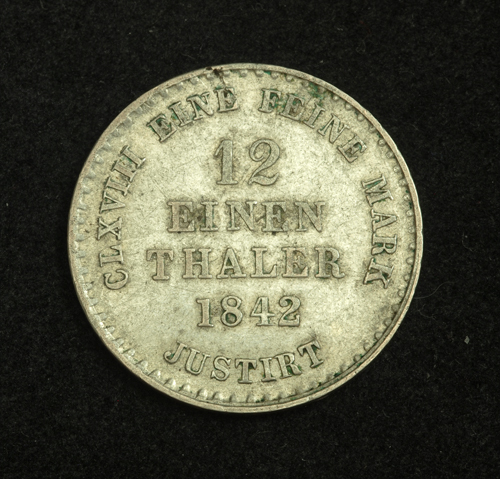 CLXVIII EINE FEINE MARK
12
EINEN
THALER
1842
JUSTIRT